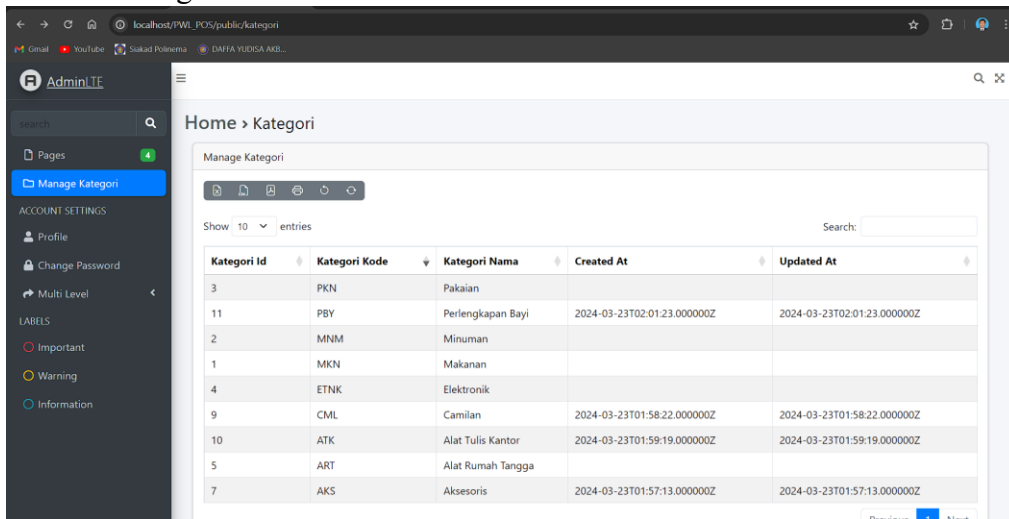 localhost/PWL_POS/public/kategori
Gmail YouTube Siakad Polinema DAFFA YUDISA AKB...
AdminLTE
search
Pages 4
Manage Kategori
ACCOUNT SETTINGS
Profile
Change Password
Multi Level
LABELS
Important
Warning
Information
Home › Kategori
Manage Kategori
Show 10 entries Search:
Kategori Id Kategori Kode Kategori Nama Created At Updated At
3 PKN Pakaian
11 PBY Perlengkapan Bayi 2024-03-23T02:01:23.000000Z 2024-03-23T02:01:23.000000Z
2 MNM Minuman
1 MKN Makanan
4 ETNK Elektronik
9 CML Camilan 2024-03-23T01:58:22.000000Z 2024-03-23T01:58:22.000000Z
10 ATK Alat Tulis Kantor 2024-03-23T01:59:19.000000Z 2024-03-23T01:59:19.000000Z
5 ART Alat Rumah Tangga
7 AKS Aksesoris 2024-03-23T01:57:13.000000Z 2024-03-23T01:57:13.000000Z
Previous 1 Next